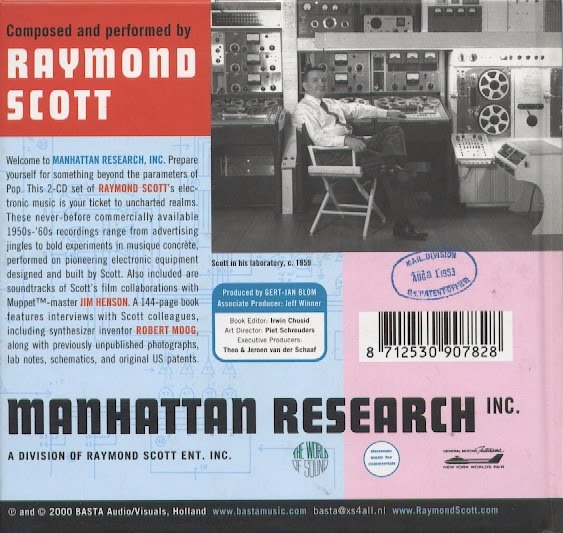 Composed and performed by
RAYMOND
SCOTT
Welcome to MANHATTAN RESEARCH, INC. Prepare
yourself for something beyond the parameters of
Pop. This 2-CD set of RAYMOND SCOTT's elec-
tronic music is your ticket to uncharted realms.
These never-before commercially available
1950s-'60s recordings range from advertising
jingles to bold experiments in musique concrète,
performed on pioneering electronic equipment
designed and built by Scott. Also included are
soundtracks of Scott's film collaborations with
Muppet™-master JIM HENSON. A 144-page book
features interviews with Scott colleagues,
including synthesizer inventor ROBERT MOOG,
along with previously unpublished photographs,
lab notes, schematics, and original US patents.
Scott in his laboratory, c. 1959
Produced by GERT-JAN BLOM
Associate Producer: Jeff Winner
Book Editor: Irwin Chusid
Art Director: Piet Schreuders
Executive Producers:
Theo & Jeroen van der Schaaf
MAIL DIVISION
1953
U.S. PATENT OFFICE
8 712530 907828
MANHATTAN RESEARCH INC.
A DIVISION OF RAYMOND SCOTT ENT. INC.
THE WORLD
OF SOUND
electronic
music for
commercials
GENERAL MOTORS Futurama
NEW YORK WORLD'S FAIR
℗ and © 2000 BASTA Audio/Visuals, Holland www.bastamusic.com basta@xs4all.nl www.RaymondScott.com